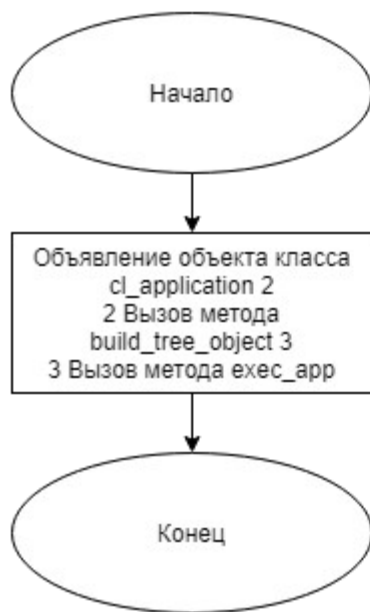 Начало
Объявление объекта класса
cl_application 2
2 Вызов метода
build_tree_object 3
3 Вызов метода exec_app
Конец